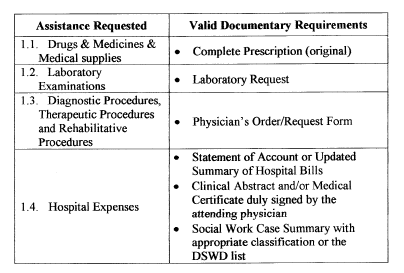 Assistance Requested Valid Documentary Requirements
1.1. Drugs & Medicines &
Medical supplies
• Complete Prescription (original)
1.2. Laboratory
Examinations
• Laboratory Request
1.3. Diagnostic Procedures,
Therapeutic Procedures
and Rehabilitative
Procedures
• Physician's Order/Request Form
1.4. Hospital Expenses
• Statement of Account or Updated
Summary of Hospital Bills
• Clinical Abstract and/or Medical
Certificate duly signed by the
attending physician
• Social Work Case Summary with
appropriate classification or the
DSWD list